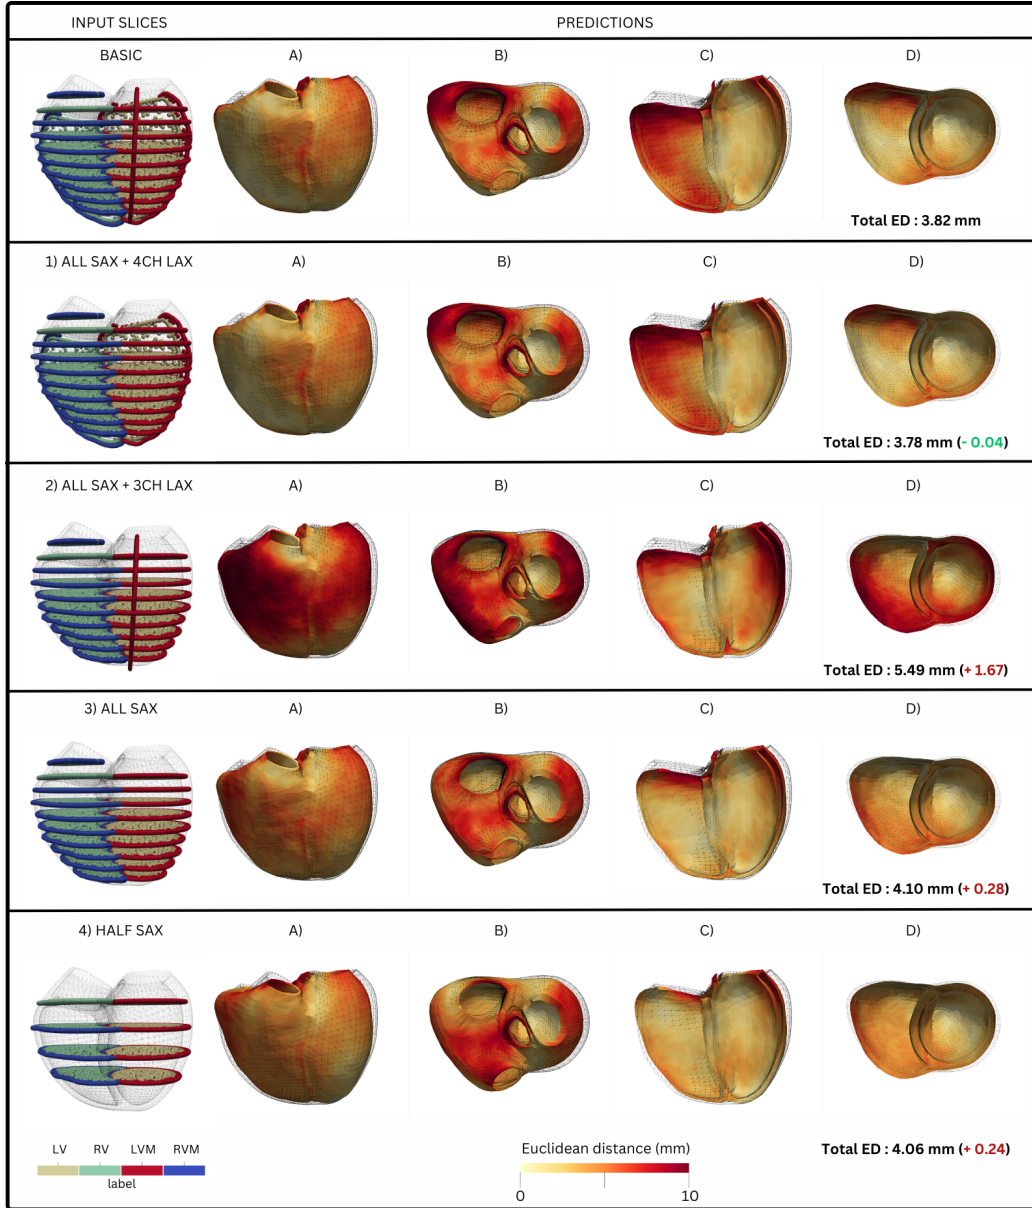 INPUT SLICES PREDICTIONS
BASIC A) B) C) D)
Total ED : 3.82 mm
1) ALL SAX + 4CH LAX A) B) C) D)
Total ED : 3.78 mm (- 0.04)
2) ALL SAX + 3CH LAX A) B) C) D)
Total ED : 5.49 mm (+ 1.67)
3) ALL SAX A) B) C) D)
Total ED : 4.10 mm (+ 0.28)
4) HALF SAX A) B) C) D)
Total ED : 4.06 mm (+ 0.24)
LV RV LVM RVM
label
Euclidean distance (mm)
0 10